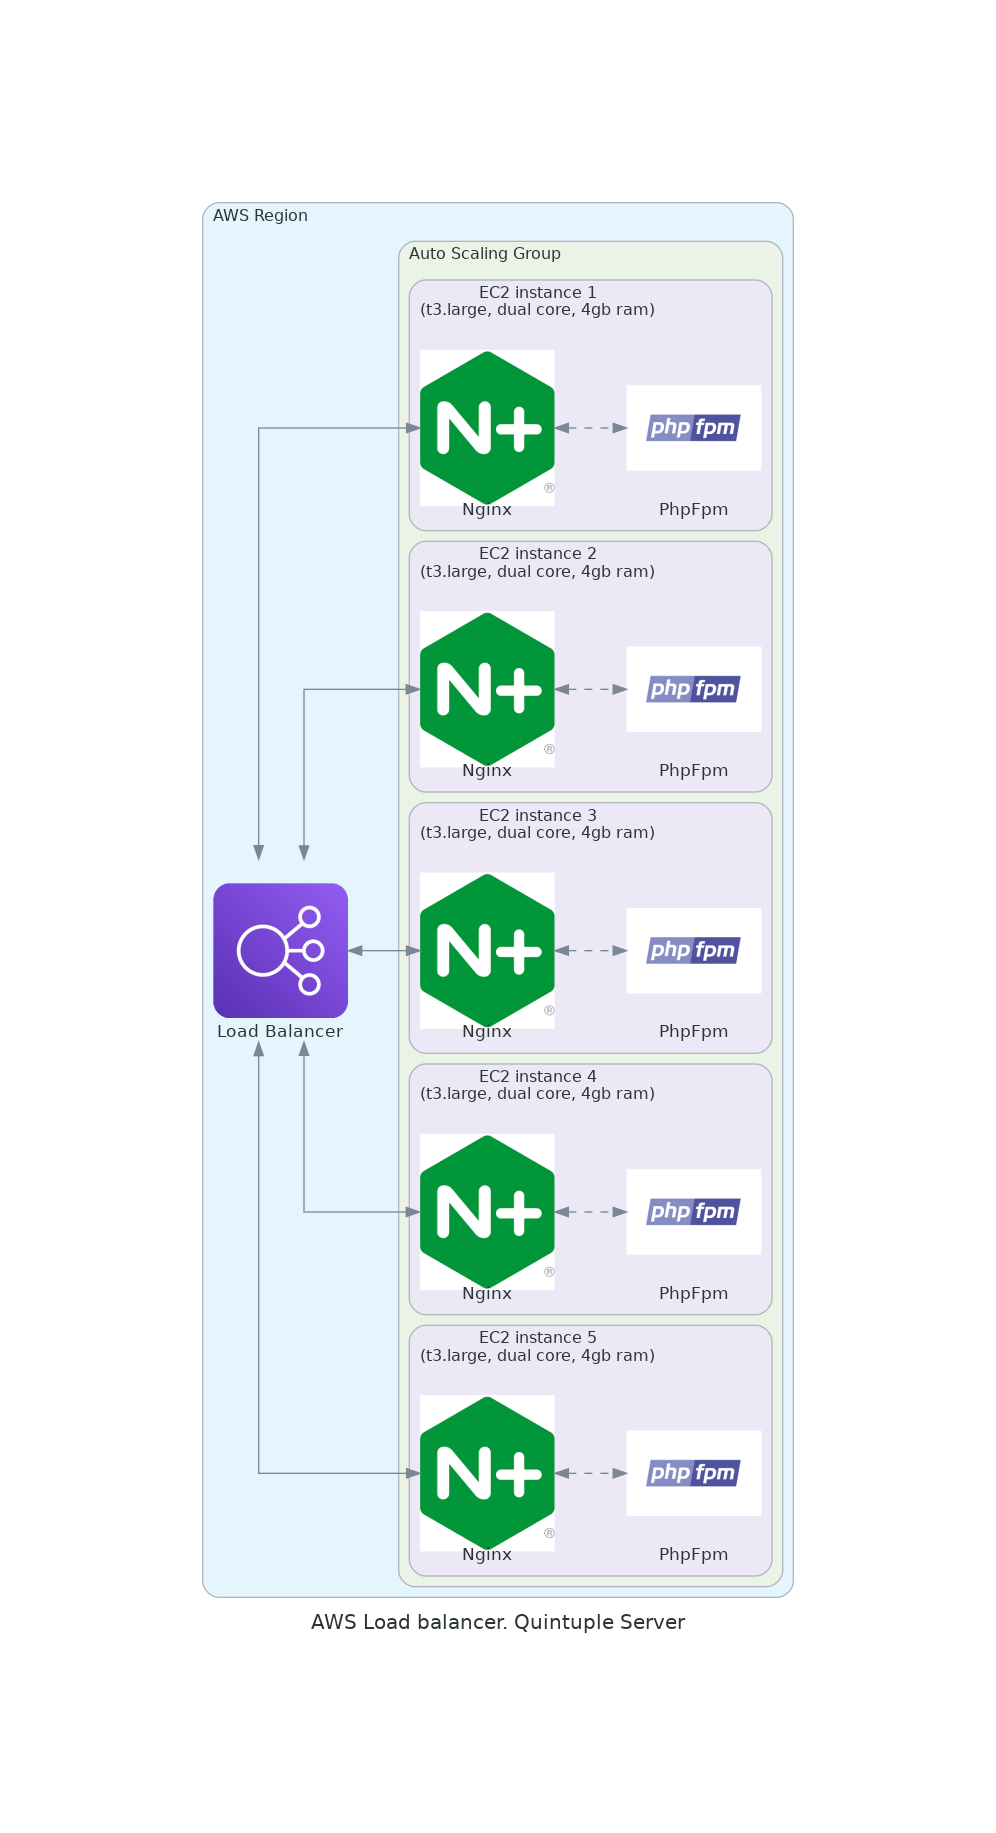 AWS Region
Auto Scaling Group
EC2 instance 1
(t3.large, dual core, 4gb ram)
N+
®
php fpm
Nginx
PhpFpm
EC2 instance 2
(t3.large, dual core, 4gb ram)
N+
®
php fpm
Nginx
PhpFpm
EC2 instance 3
(t3.large, dual core, 4gb ram)
N+
®
php fpm
Nginx
PhpFpm
Load Balancer
EC2 instance 4
(t3.large, dual core, 4gb ram)
N+
®
php fpm
Nginx
PhpFpm
EC2 instance 5
(t3.large, dual core, 4gb ram)
N+
®
php fpm
Nginx
PhpFpm
AWS Load balancer. Quintuple Server